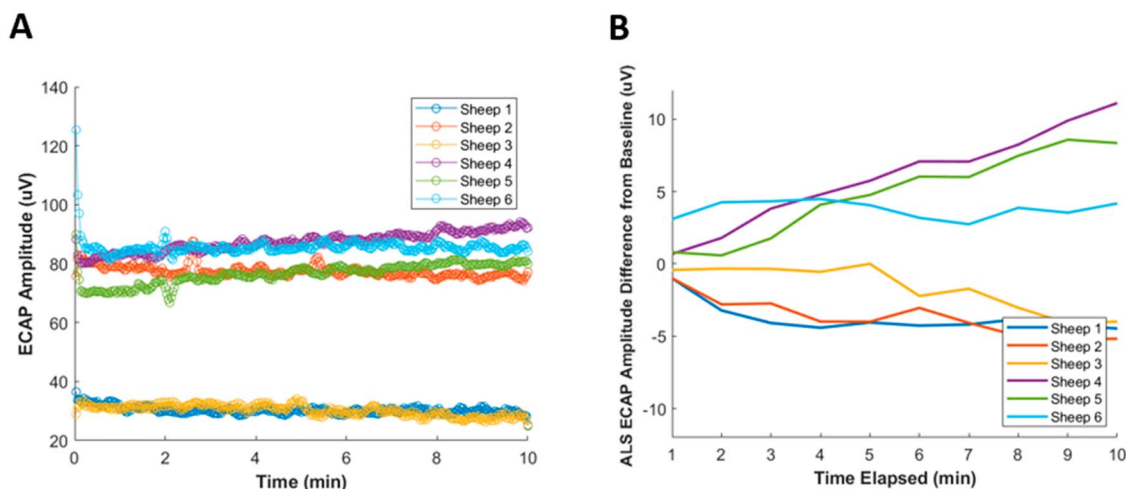 A
ECAP Amplitude (uV)
140
120
100
80
60
40
20
0
2
4
6
8
10
Time (min)
Sheep 1
Sheep 2
Sheep 3
Sheep 4
Sheep 5
Sheep 6
B
ALS ECAP Amplitude Difference from Baseline (uV)
10
5
0
-5
-10
1
2
3
4
5
6
7
8
9
10
Time Elapsed (min)
Sheep 1
Sheep 2
Sheep 3
Sheep 4
Sheep 5
Sheep 6